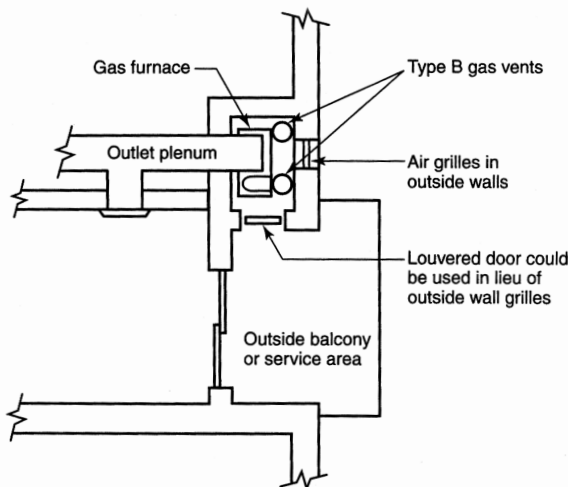 Gas furnace
Type B gas vents
Outlet plenum
Air grilles in
outside walls
Louvered door could
be used in lieu of
outside wall grilles
Outside balcony
or service area